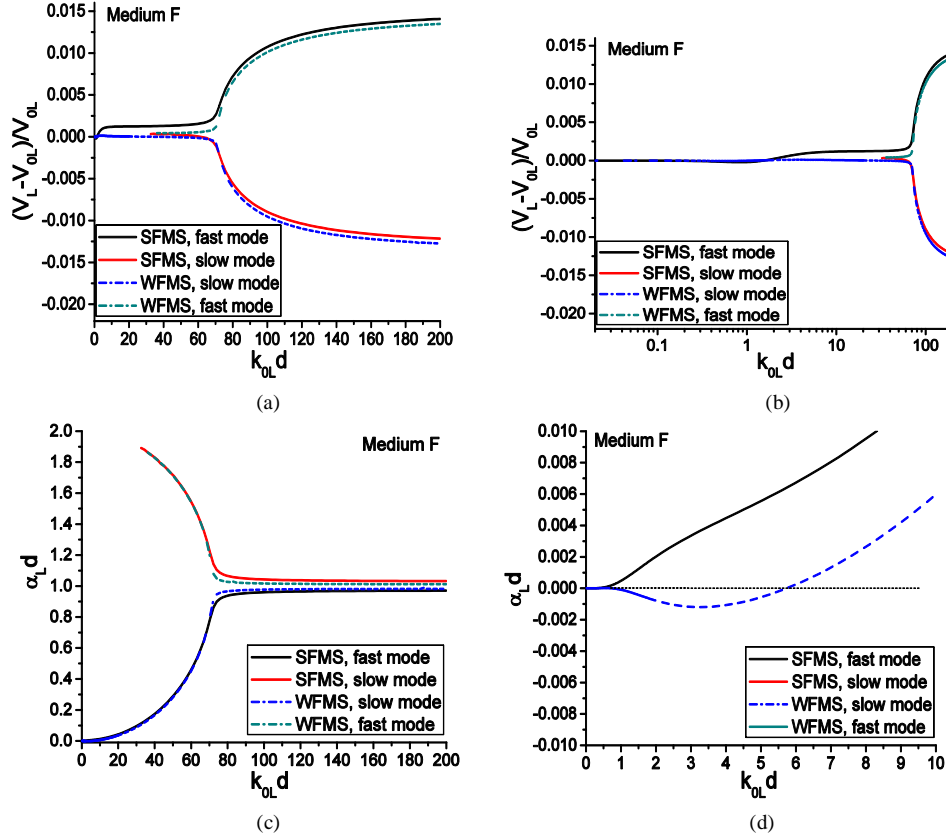 Medium F
(V_L-V_0L)/V_0L
0.015
0.010
0.005
0.000
-0.005
-0.010
-0.015
-0.020
SFMS, fast mode
SFMS, slow mode
WFMS, slow mode
WFMS, fast mode
0 20 40 60 80 100 120 140 160 180 200
k_0L d
(a)
Medium F
(V_L-V_0L)/V_0L
0.015
0.010
0.005
0.000
-0.005
-0.010
-0.015
-0.020
SFMS, fast mode
SFMS, slow mode
WFMS, slow mode
WFMS, fast mode
0.1 1 10 100
k_0L d
(b)
Medium F
α_L d
2.0
1.8
1.6
1.4
1.2
1.0
0.8
0.6
0.4
0.2
0.0
SFMS, fast mode
SFMS, slow mode
WFMS, slow mode
WFMS, fast mode
0 20 40 60 80 100 120 140 160 180 200
k_0L d
(c)
Medium F
α_L d
0.010
0.008
0.006
0.004
0.002
0.000
-0.002
-0.004
-0.006
-0.008
-0.010
SFMS, fast mode
SFMS, slow mode
WFMS, slow mode
WFMS, fast mode
0 1 2 3 4 5 6 7 8 9 10
k_0L d
(d)